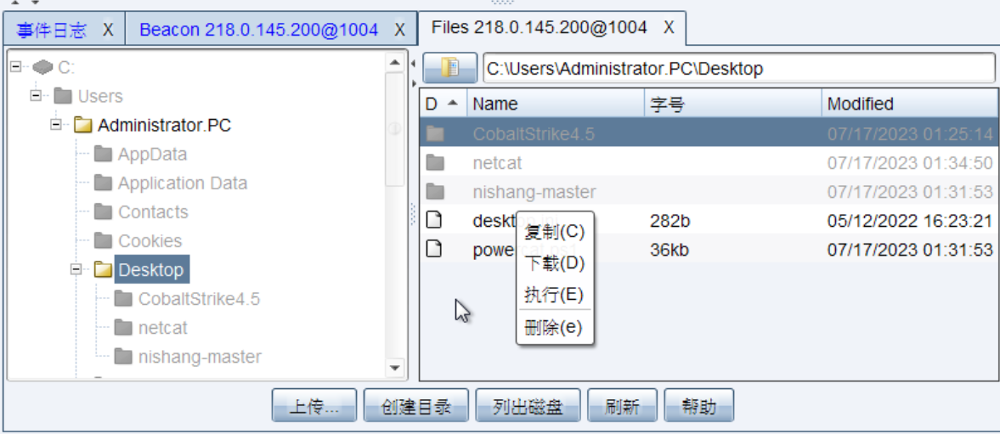 事件日志 X Beacon 218.0.145.200@1004 X Files 218.0.145.200@1004 X
C:
Users
Administrator.PC
AppData
Application Data
Contacts
Cookies
Desktop
CobaltStrike4.5
netcat
nishang-master
C:\Users\Administrator.PC\Desktop
D Name 字号 Modified
CobaltStrike4.5 07/17/2023 01:25:14
netcat 07/17/2023 01:34:50
nishang-master 07/17/2023 01:31:53
282b 05/12/2022 16:23:21
36kb 07/17/2023 01:31:53
复制(C)
下载(D)
执行(E)
删除(e)
上传... 创建目录 列出磁盘 刷新 帮助